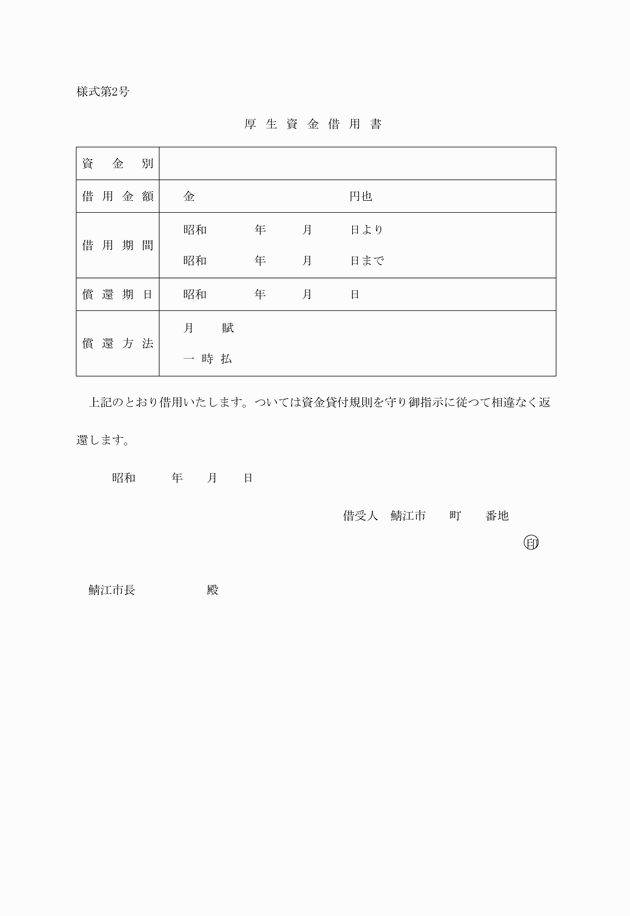 様式第2号
厚生資金借用書
資金別
借用金額 金 円也
借用期間 昭和 年 月 日より
昭和 年 月 日まで
償還期日 昭和 年 月 日
償還方法 月賦
一時払
上記のとおり借用いたします。ついては資金貸付規則を守り御指示に従つて相違なく返
還します。
昭和 年 月 日
借受人 鯖江市 町 番地
㊞
鯖江市長 殿